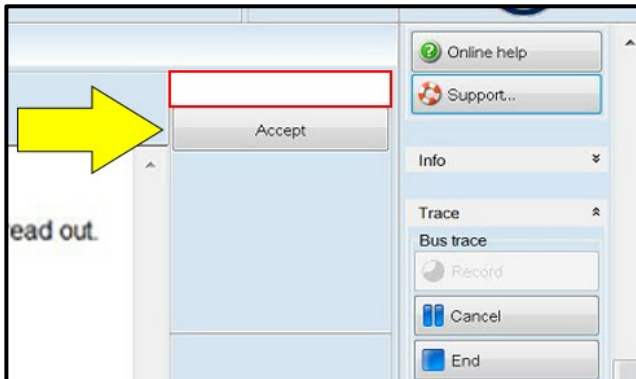 Online help
Support...
Accept
Info
ead out.
Trace
Bus trace
Record
Cancel
End